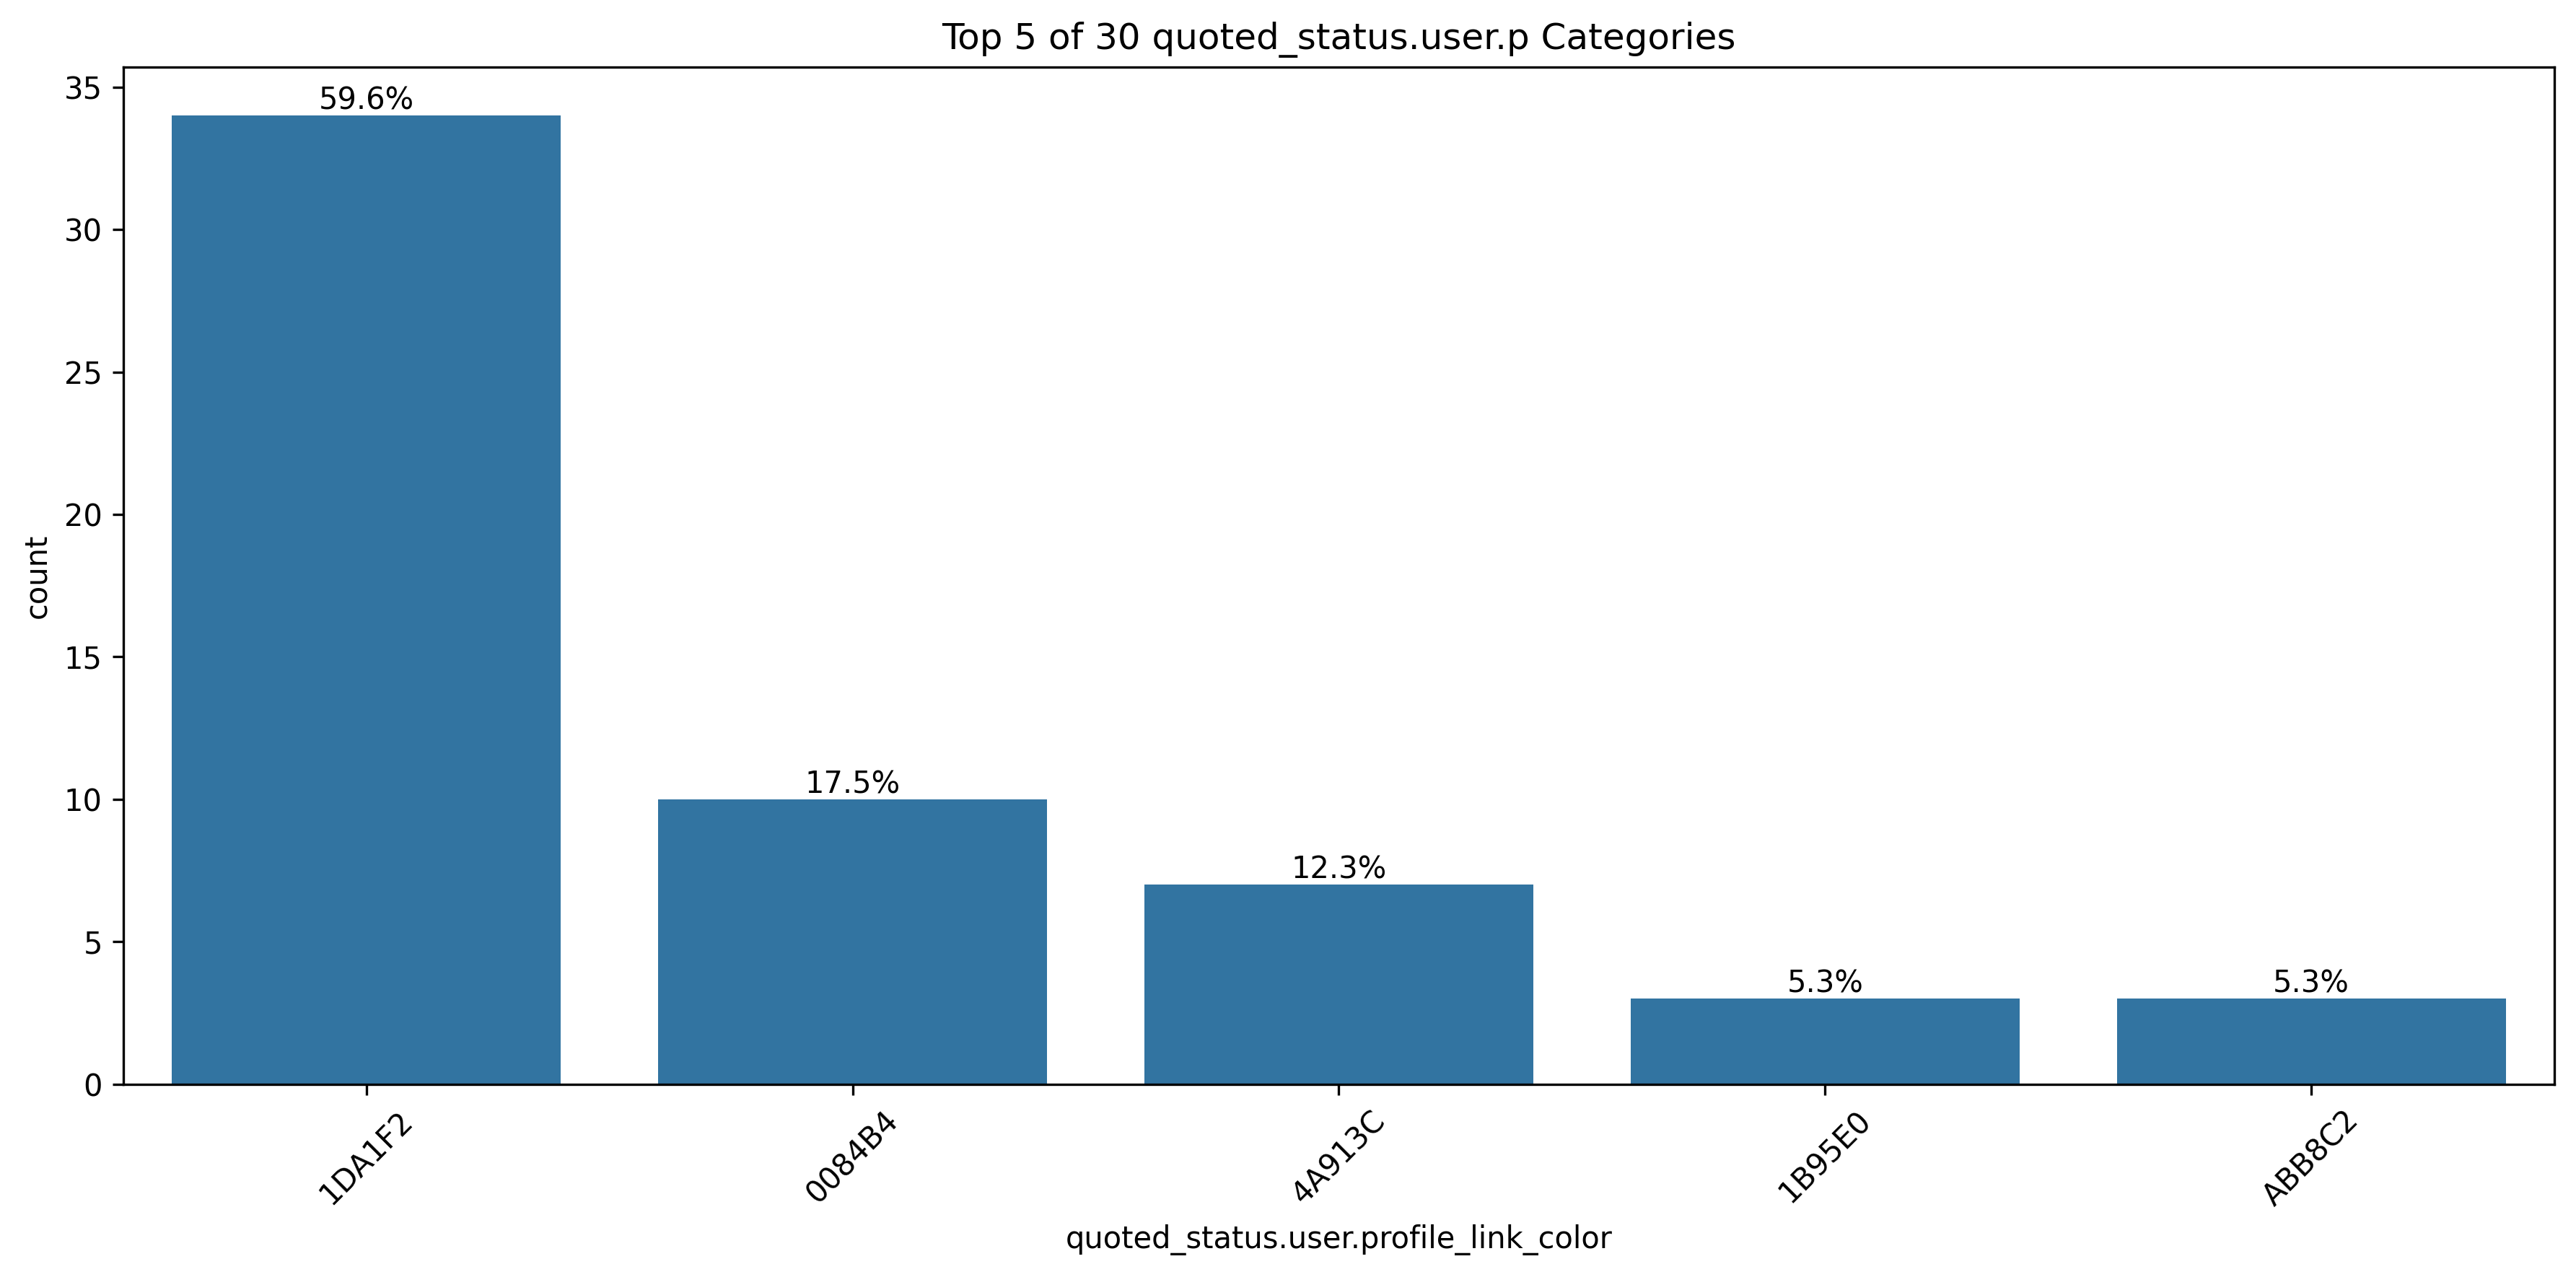 Top 5 of 30 quoted_status.user.p Categories
35
30
25
20
15
10
5
0
count
59.6%
17.5%
12.3%
5.3%
5.3%
1DA1F2
0084B4
4A913C
1B95E0
ABB8C2
quoted_status.user.profile_link_color